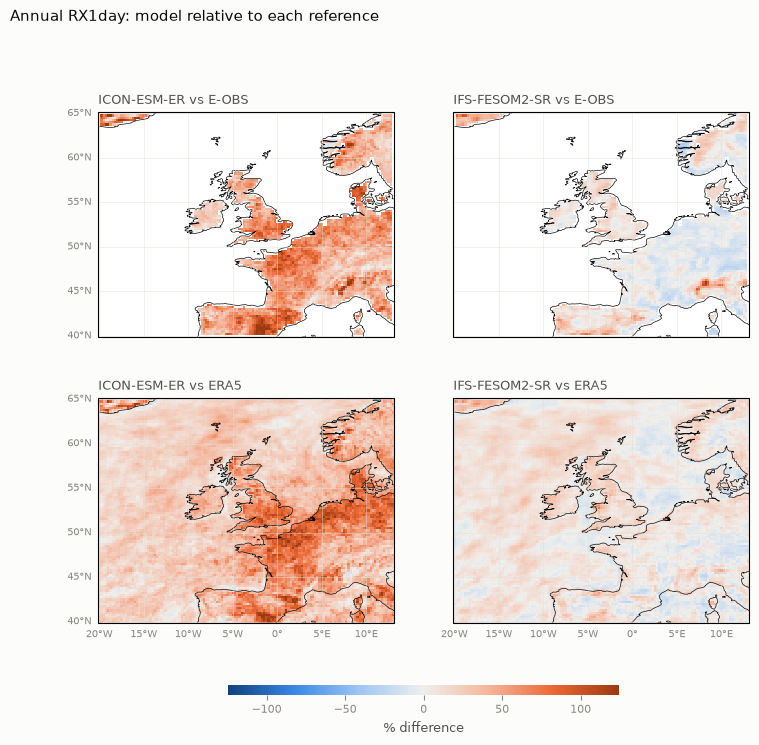 Annual RX1day: model relative to each reference
ICON-ESM-ER vs E-OBS
IFS-FESOM2-SR vs E-OBS
65°N
60°N
55°N
50°N
45°N
40°N
ICON-ESM-ER vs ERA5
IFS-FESOM2-SR vs ERA5
65°N
60°N
55°N
50°N
45°N
40°N
20°W 15°W 10°W 5°W 0° 5°E 10°E
20°W 15°W 10°W 5°W 0° 5°E 10°E
−100 −50 0 50 100
% difference